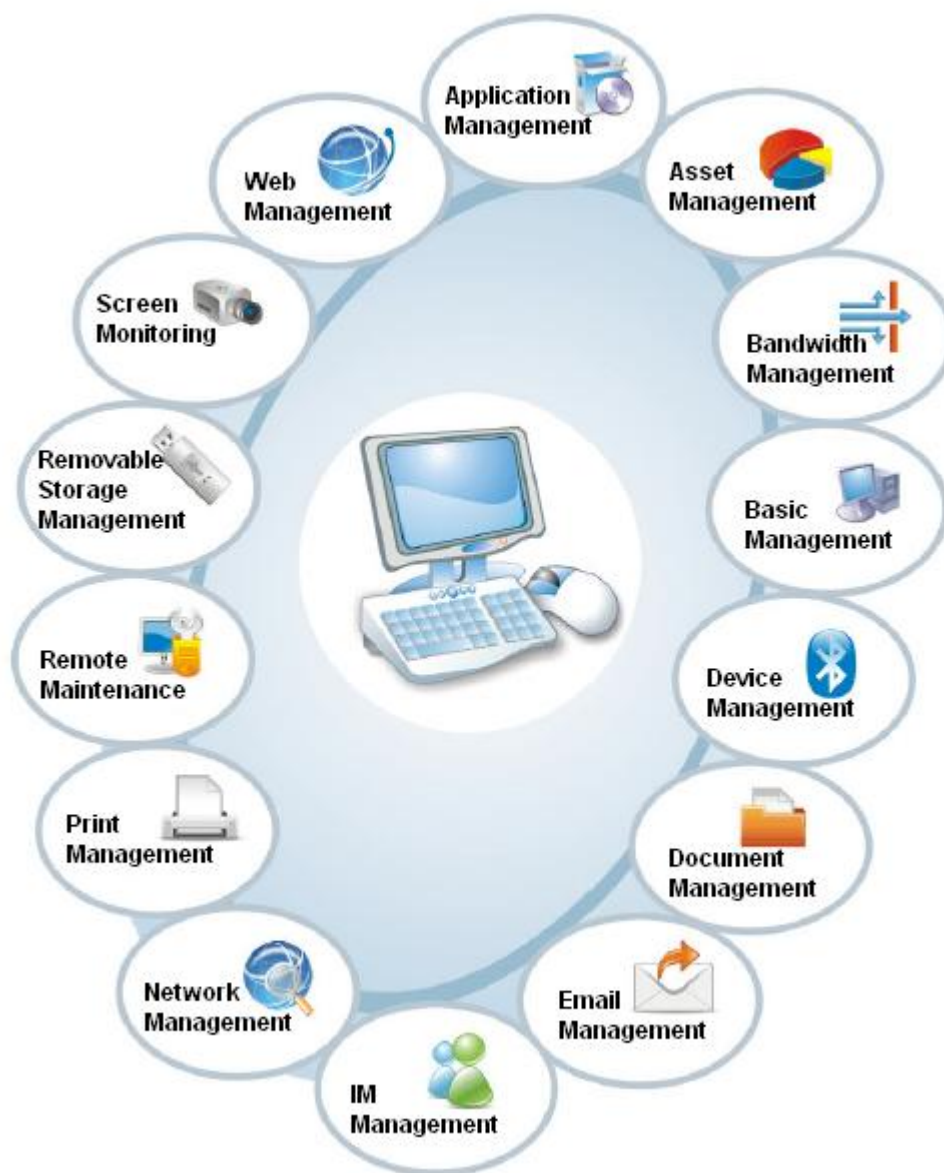 Application
Management
Asset
Management
Bandwidth
Management
Basic
Management
Device
Management
Document
Management
Email
Management
IM
Management
Network
Management
Print
Management
Remote
Maintenance
Removable
Storage
Management
Screen
Monitoring
Web
Management